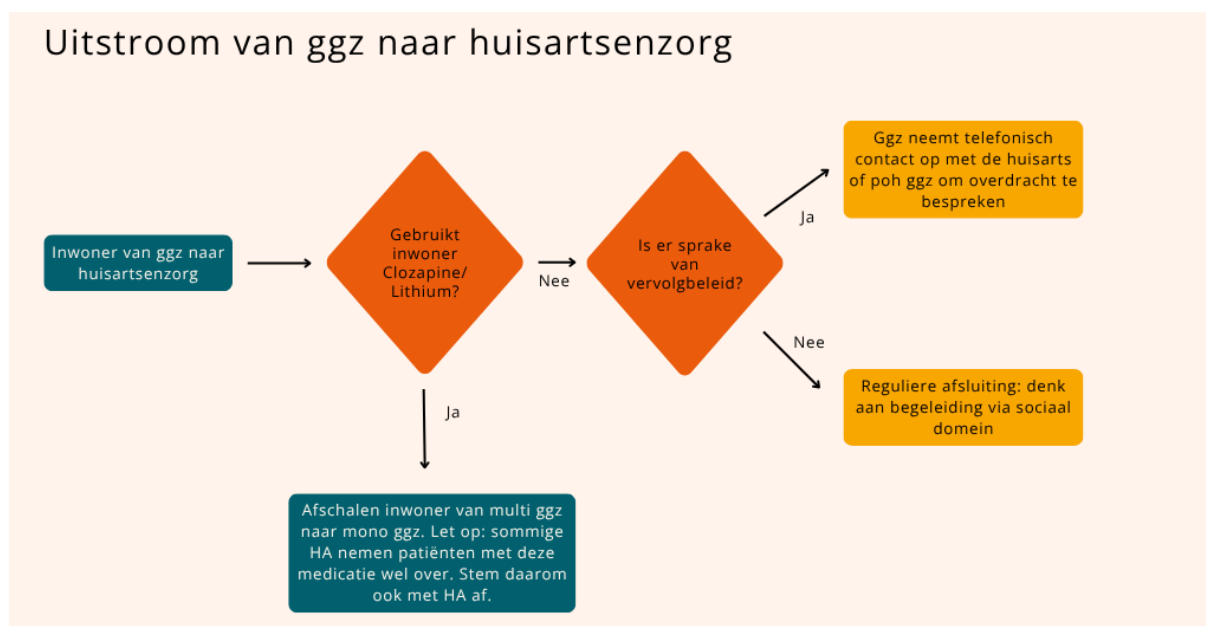 Uitstroom van ggz naar huisartsenzorg
Inwoner van ggz naar
huisartsenzorg
Gebruikt
inwoner
Clozapine/
Lithium?
Nee
Is er sprake
van
vervolgbeleid?
Ja
Ggz neemt telefonisch
contact op met de huisarts
of poh ggz om overdracht te
bespreken
Nee
Reguliere afsluiting: denk
aan begeleiding via sociaal
domein
Ja
Afschalen inwoner van multi ggz
naar mono ggz. Let op: sommige
HA nemen patiënten met deze
medicatie wel over. Stem daarom
ook met HA af.